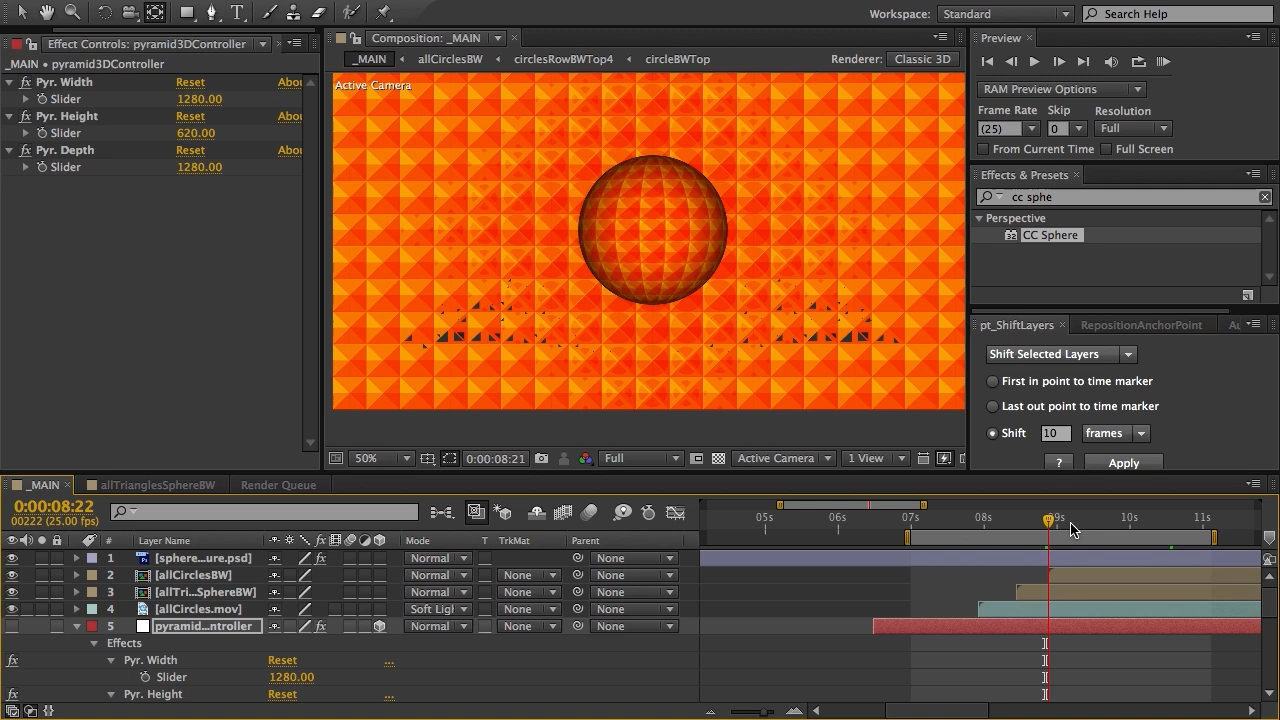 Workspace: Standard
Search Help
Effect Controls: pyramid3DController
_MAIN • pyramid3DController
fx Pyr. Width Reset Abou
Slider 1280.00
fx Pyr. Height Reset Abou
Slider 620.00
fx Pyr. Depth Reset Abou
Slider 1280.00
Composition: _MAIN
_MAIN allCirclesBW circlesRowBWTop4 circleBWTop Renderer: Classic 3D
Active Camera
50% 0:00:08:21 Full Active Camera 1 View
Preview
RAM Preview Options
Frame Rate Skip Resolution
(25) 0 Full
From Current Time Full Screen
Effects & Presets
cc sphe
Perspective
CC Sphere
pt_ShiftLayers RepositionAnchorPoint Au
Shift Selected Layers
First in point to time marker
Last out point to time marker
Shift 10 frames
? Apply
_MAIN allTrianglesSphereBW Render Queue
0:00:08:22
00222 (25.00 fps)
05s 06s 07s 08s 09s 10s 11s
# Layer Name Mode T TrkMat Parent
1 [sphere...ure.psd] fx Normal None
2 [allCirclesBW] Normal None None
3 [allTri...SphereBW] Normal None None
4 [allCircles.mov] Soft Ligl None None
5 pyramid...ntroller fx Normal None None
Effects
fx Pyr. Width Reset ...
Slider 1280.00
fx Pyr. Height Reset ...